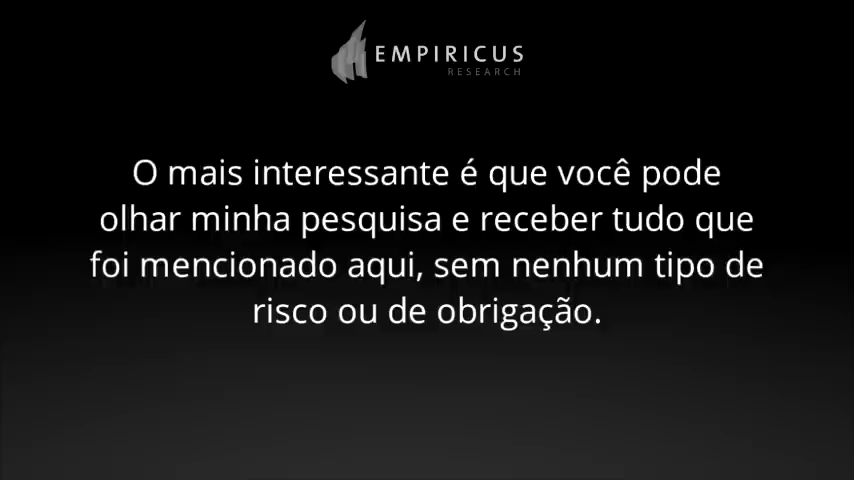 EMPIRICUS
RESEARCH
O mais interessante é que você pode
olhar minha pesquisa e receber tudo que
foi mencionado aqui, sem nenhum tipo de
risco ou de obrigação.